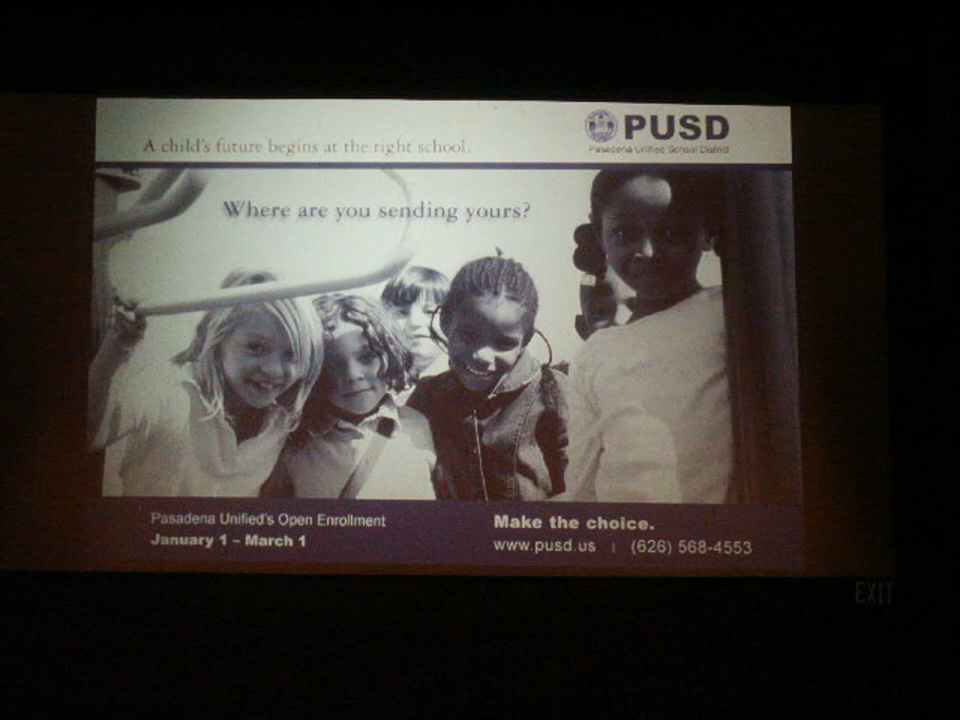 A child's future begins at the right school.
PUSD
Pasadena Unified School District
Where are you sending yours?
Pasadena Unified's Open Enrollment
January 1 – March 1
Make the choice.
www.pusd.us | (626) 568-4553
EXIT